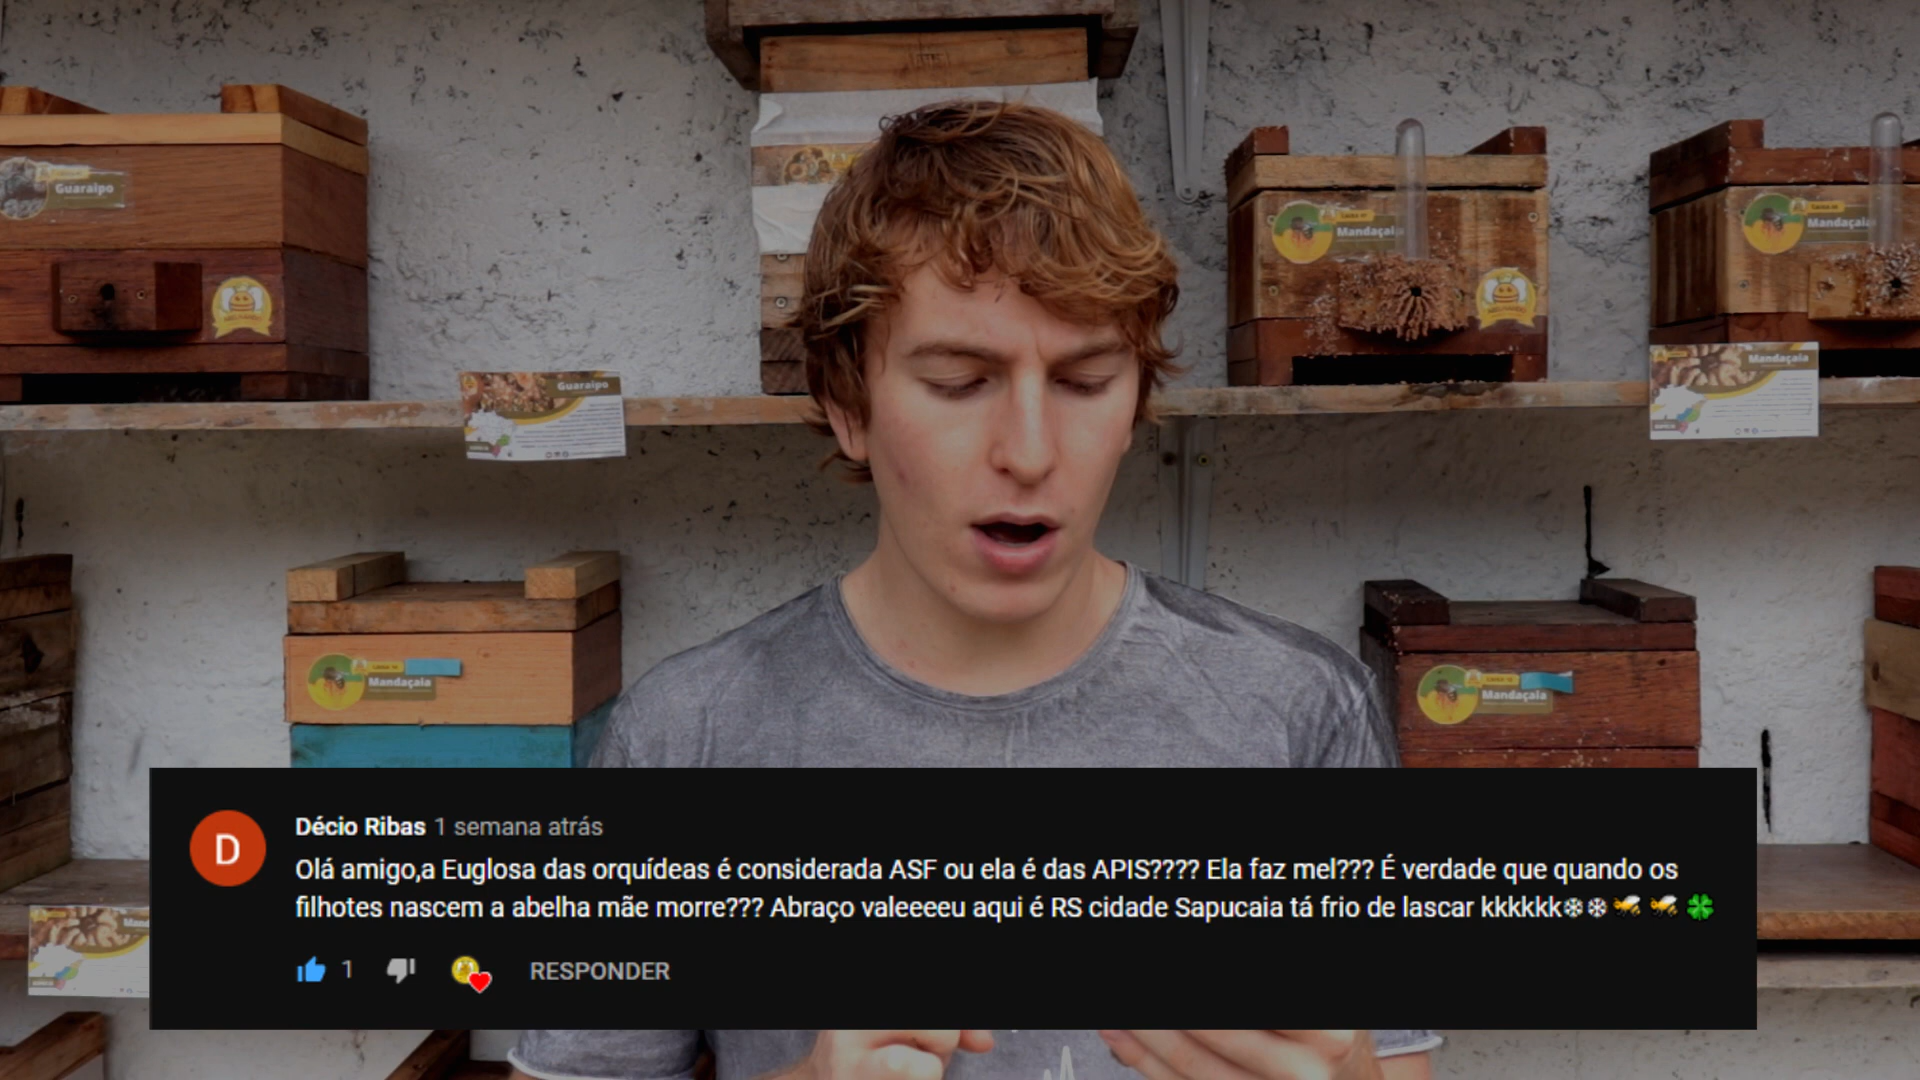 Guaraipo
Mandaçaia
Mandaçaia
Guaraipo
Mandaçaia
Mandaçaia
Mandaçaia
D
Décio Ribas 1 semana atrás
Olá amigo,a Euglosa das orquídeas é considerada ASF ou ela é das APIS???? Ela faz mel??? É verdade que quando os
filhotes nascem a abelha mãe morre??? Abraço valeeeeu aqui é RS cidade Sapucaia tá frio de lascar kkkkkk❄❄🐝🐝🍀
1
RESPONDER